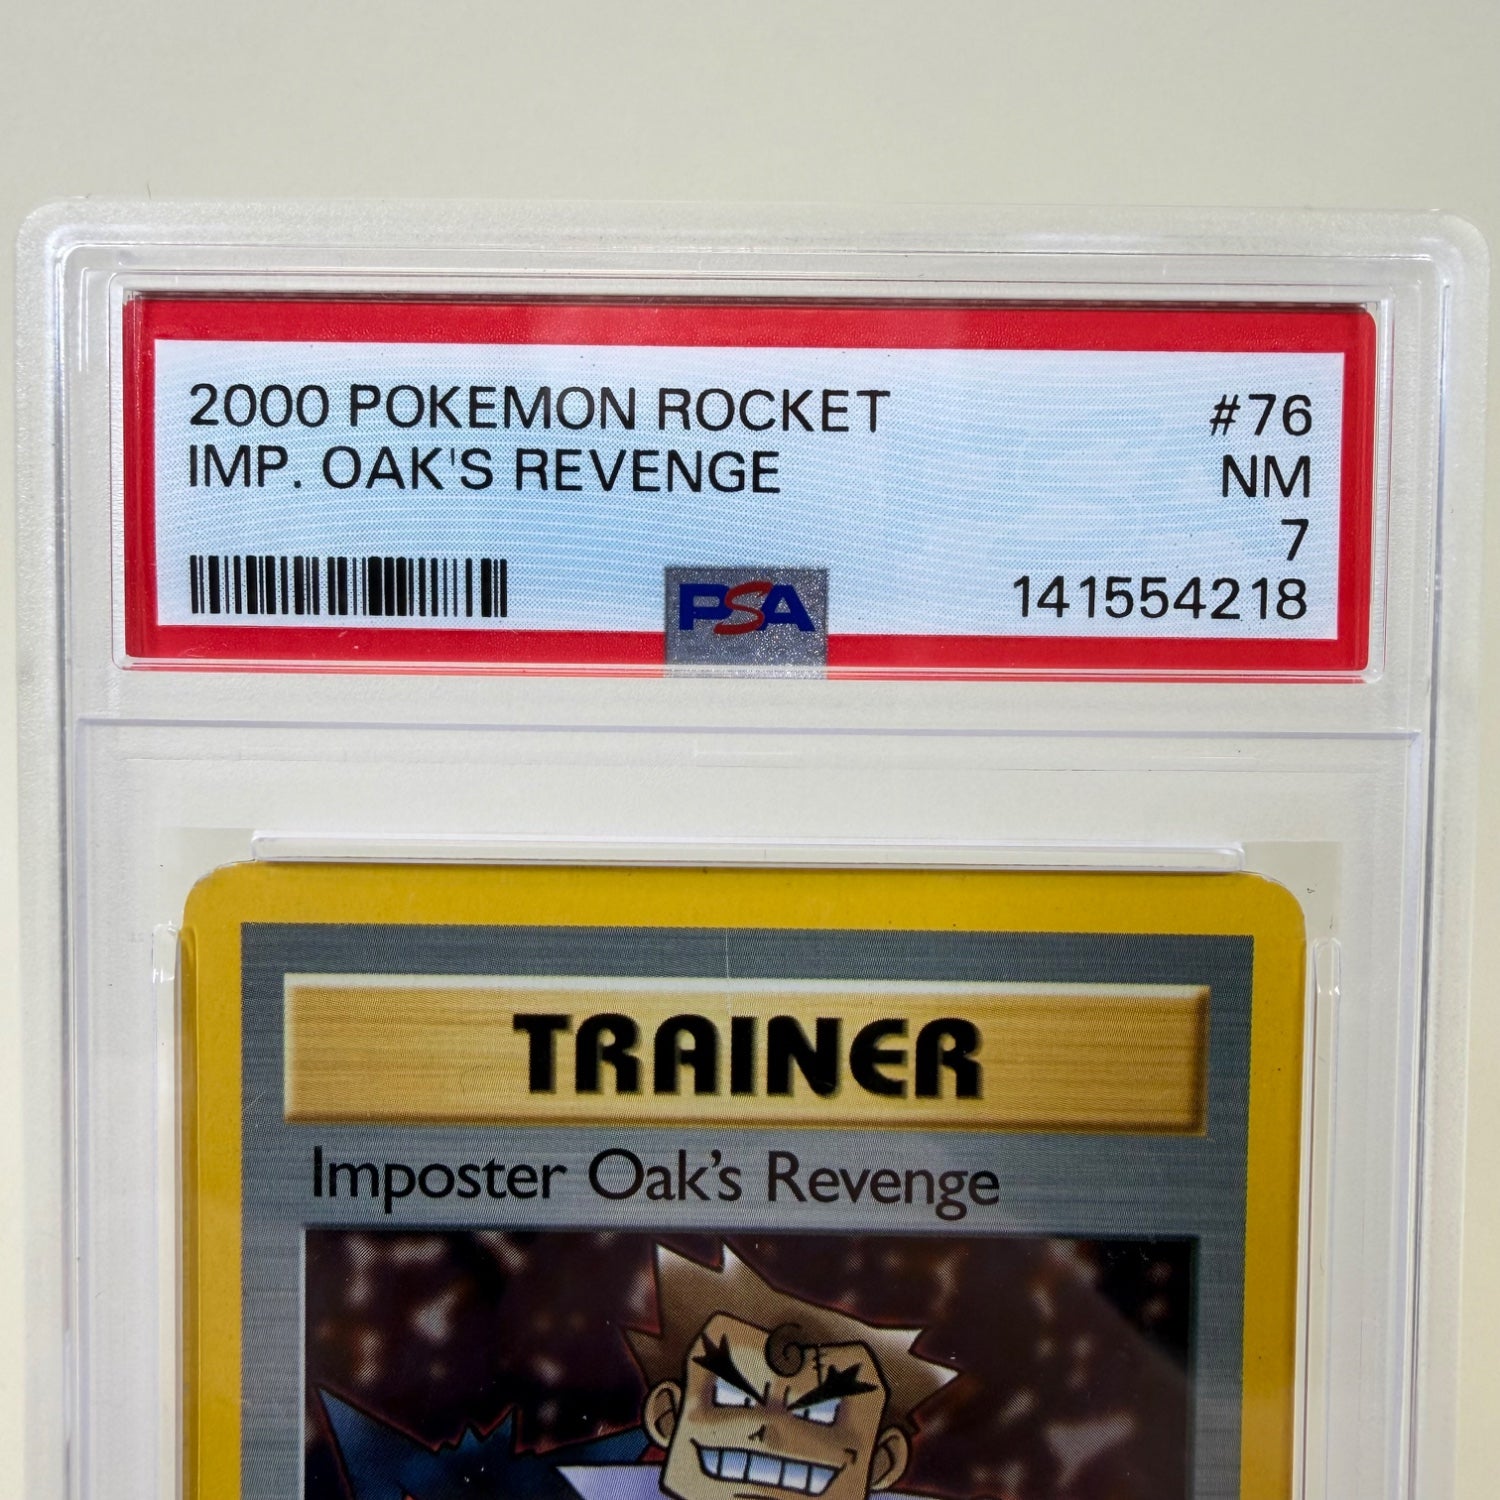 2000 POKEMON ROCKET #76
IMP. OAK'S REVENGE NM
7
PSA 141554218
TRAINER
Imposter Oak's Revenge